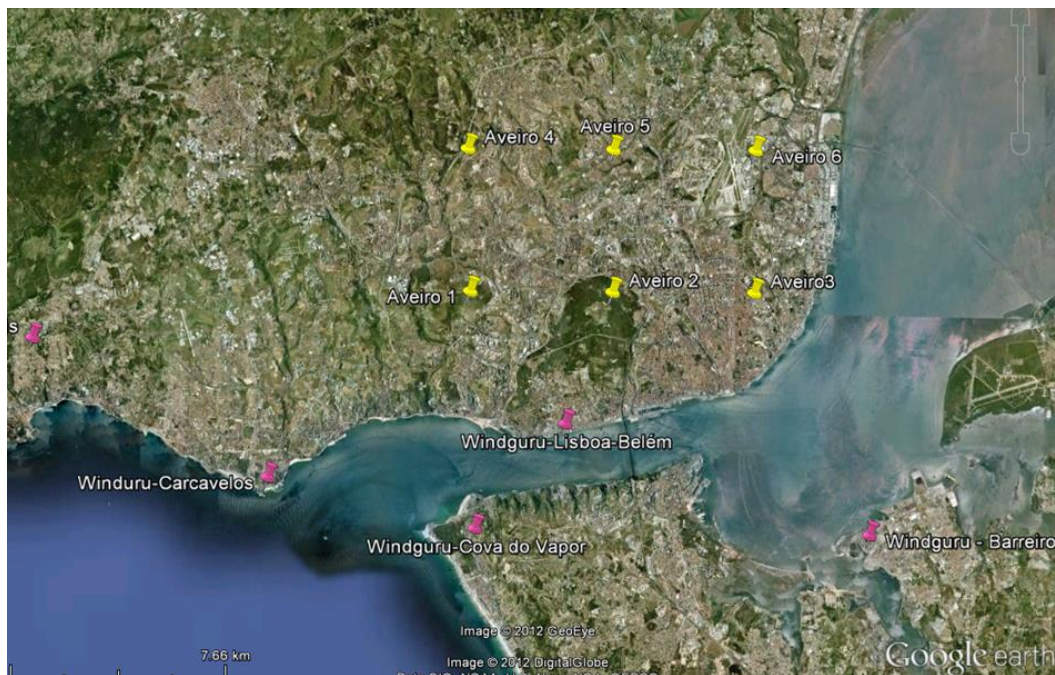 Aveiro 4
Aveiro 5
Aveiro 6
Aveiro 1
Aveiro 2
Aveiro3
s
Windguru-Lisboa-Belém
Winduru-Carcavelos
Windguru-Cova do Vapor
Windguru - Barreiro
Image © 2012 GeoEye
7.66 km
Image © 2012 DigitalGlobe
Google earth